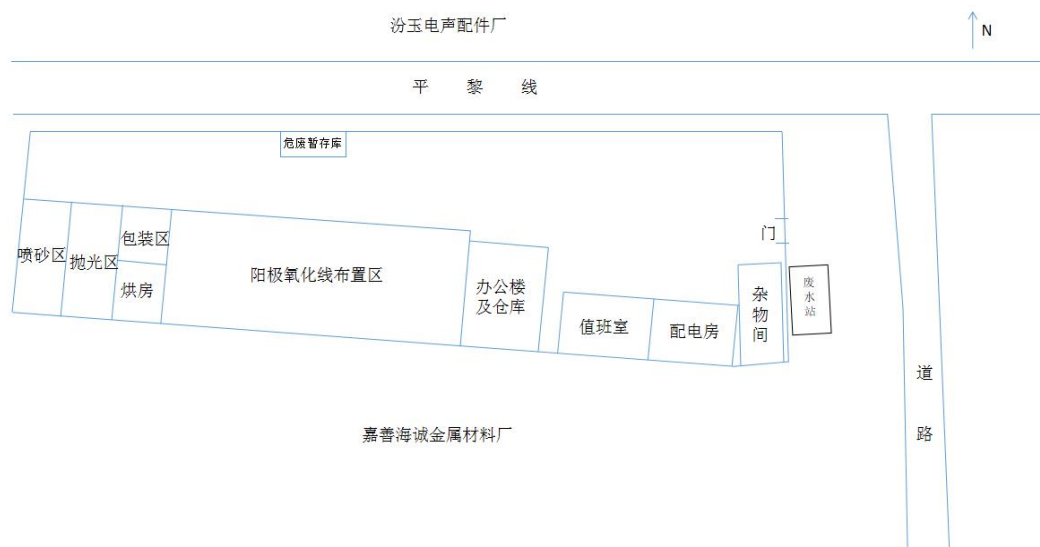 汾玉电声配件厂
N
平 黎 线
危废暂存库
门
包装区
喷砂区
抛光区
阳极氧化线布置区
烘房
办公楼
及仓库
值班室
配电房
杂
物
间
废
水
站
道
路
嘉善海诚金属材料厂